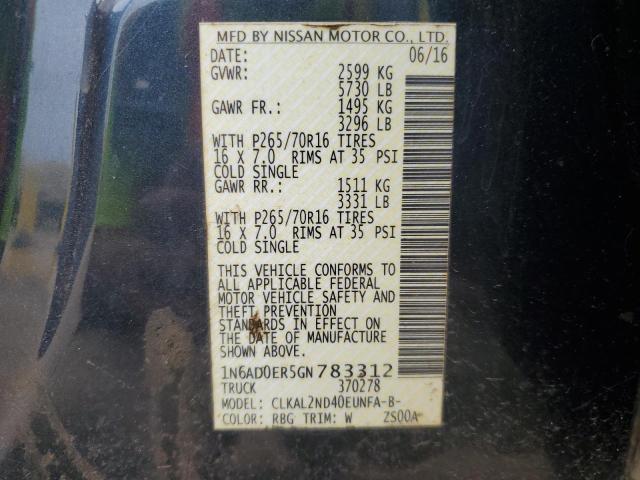 MFD BY NISSAN MOTOR CO., LTD.
DATE: 06/16
GVWR: 2599 KG
5730 LB
GAWR FR.: 1495 KG
3296 LB
WITH P265/70R16 TIRES
16 X 7.0 RIMS AT 35 PSI
COLD SINGLE
GAWR RR.: 1511 KG
3331 LB
WITH P265/70R16 TIRES
16 X 7.0 RIMS AT 35 PSI
COLD SINGLE
THIS VEHICLE CONFORMS TO
ALL APPLICABLE FEDERAL
MOTOR VEHICLE SAFETY AND
THEFT PREVENTION
STANDARDS IN EFFECT ON
THE DATE OF MANUFACTURE
SHOWN ABOVE.
1N6AD0ER5GN783312
TRUCK 370278
MODEL: CLKAL2ND40EUNFA-B-
COLOR: RBG TRIM: W ZS00A